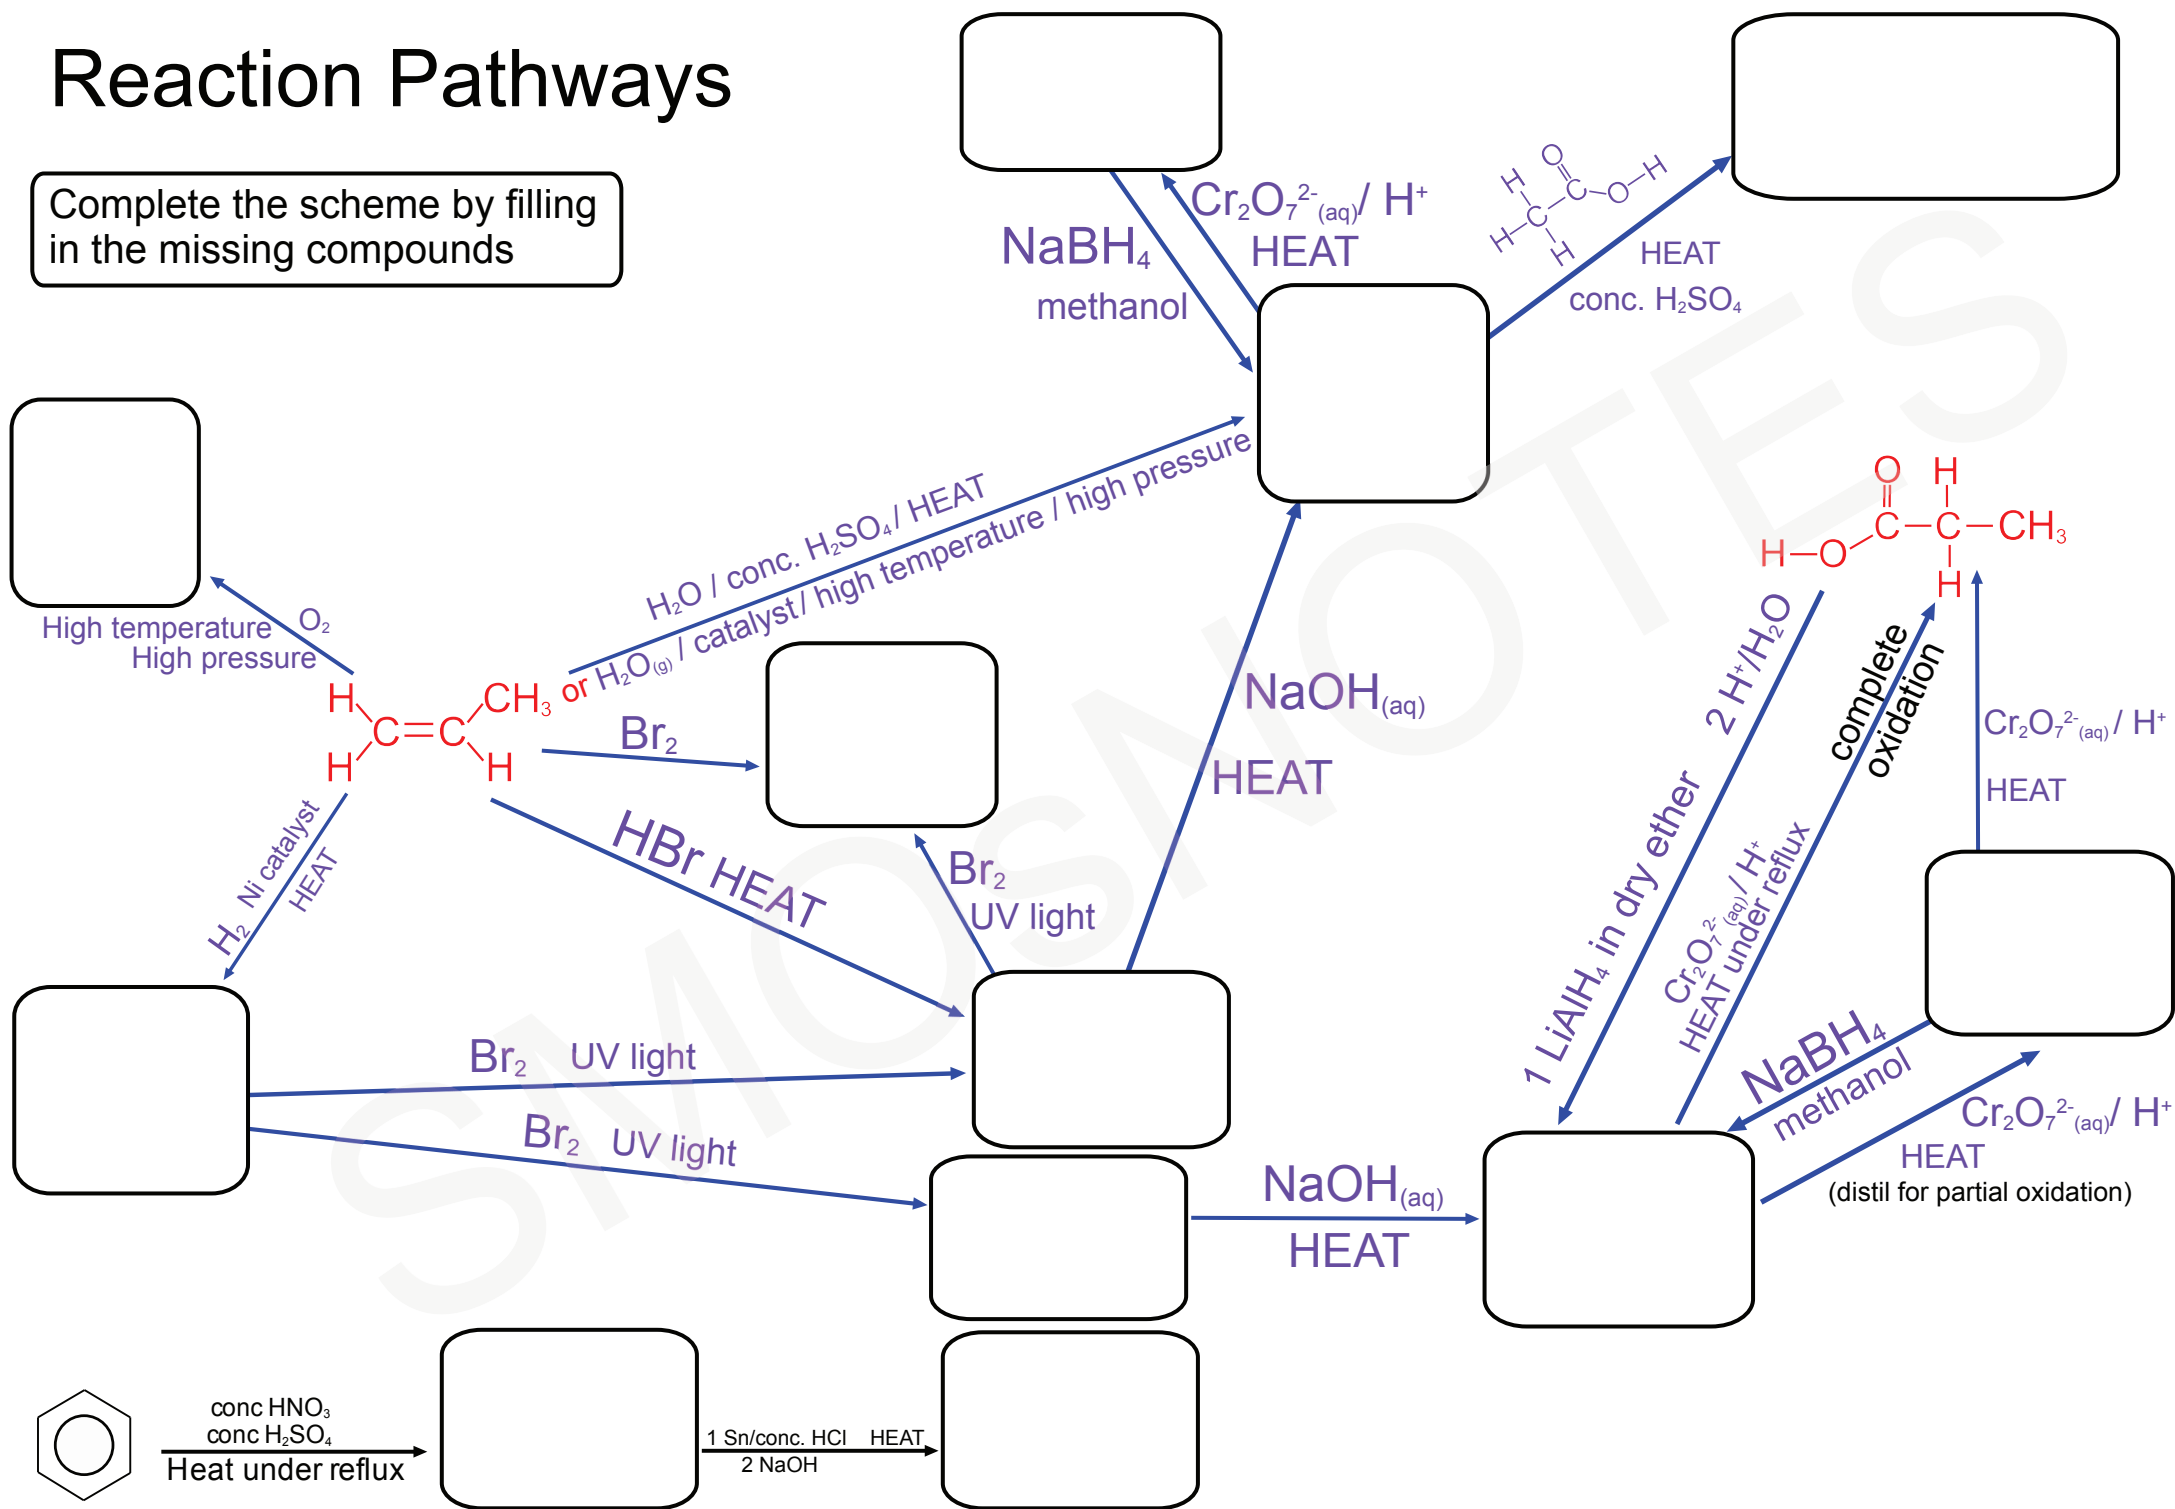 Reaction Pathways
Complete the scheme by filling
in the missing compounds
NaBH₄
methanol
Cr₂O₇²⁻(aq)/ H⁺
HEAT
O
H
C
O
H
C
H
H
HEAT
conc. H₂SO₄
H₂O / conc. H₂SO₄ / HEAT
or H₂O(g) / catalyst / high temperature / high pressure
High temperature
High pressure
O₂
H
CH₃
C
C
H
H
Br₂
HBr HEAT
H₂ Ni catalyst
HEAT
Br₂
UV light
NaOH(aq)
HEAT
O
H
C
C
CH₃
H
O
H
1 LiAlH₄ in dry ether 2 H⁺/H₂O
complete
oxidation
Cr₂O₇²⁻(aq) / H⁺
HEAT under reflux
Cr₂O₇²⁻(aq) / H⁺
HEAT
NaBH₄
methanol
Cr₂O₇²⁻(aq)/ H⁺
HEAT
(distil for partial oxidation)
Br₂ UV light
Br₂ UV light
NaOH(aq)
HEAT
conc HNO₃
conc H₂SO₄
Heat under reflux
1 Sn/conc. HCl HEAT
2 NaOH
SMOsNOTES